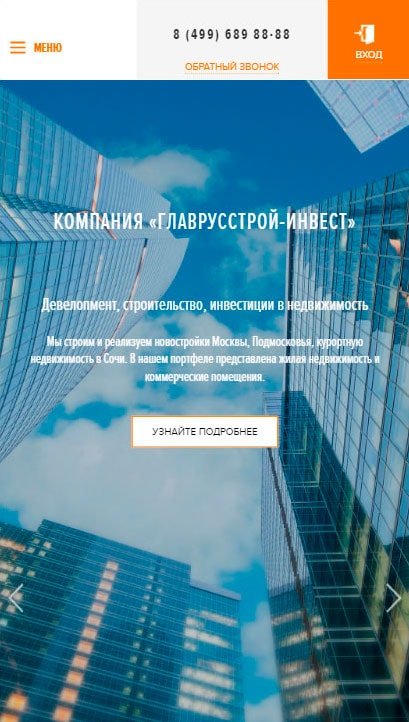 МЕНЮ
8 (499) 689 88-88
ОБРАТНЫЙ ЗВОНОК
ВХОД
КОМПАНИЯ «ГЛАВРУССТРОЙ-ИНВЕСТ»
Девелопмент, строительство, инвестиции в недвижимость
Мы строим и реализуем новостройки Москвы, Подмосковья, курортную
недвижимость в Сочи. В нашем портфеле представлена жилая недвижимость и
коммерческие помещения.
УЗНАЙТЕ ПОДРОБНЕЕ